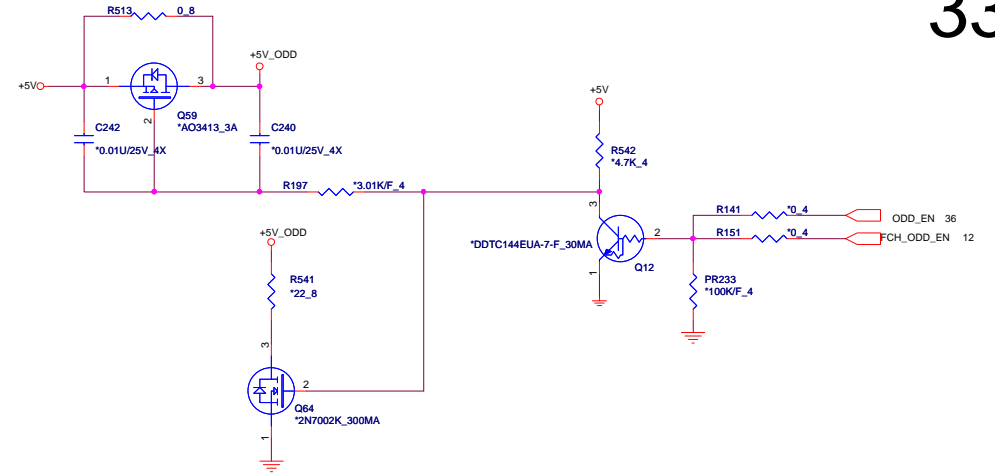 33
R513 0_8
+5V_ODD
+5V
1
3
2
Q59
*AO3413_3A
C242
*0.01U/25V_4X
C240
*0.01U/25V_4X
+5V
R542
*4.7K_4
R197 *3.01K/F_4
3
R141 *0_4
ODD_EN 36
R151 *0_4
FCH_ODD_EN 12
*DDTC144EUA-7-F_30MA
2
Q12
1
PR233
*100K/F_4
+5V_ODD
R541
*22_8
3
2
Q64
*2N7002K_300MA
1